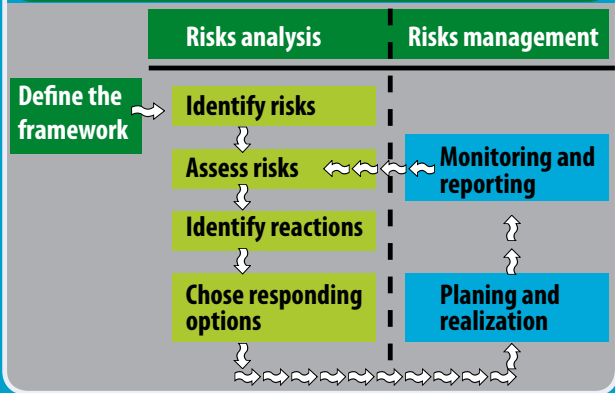 Risks analysis
Risks management
Define the
framework
Identify risks
Assess risks
Monitoring and
reporting
Identify reactions
Chose responding
options
Planing and
realization